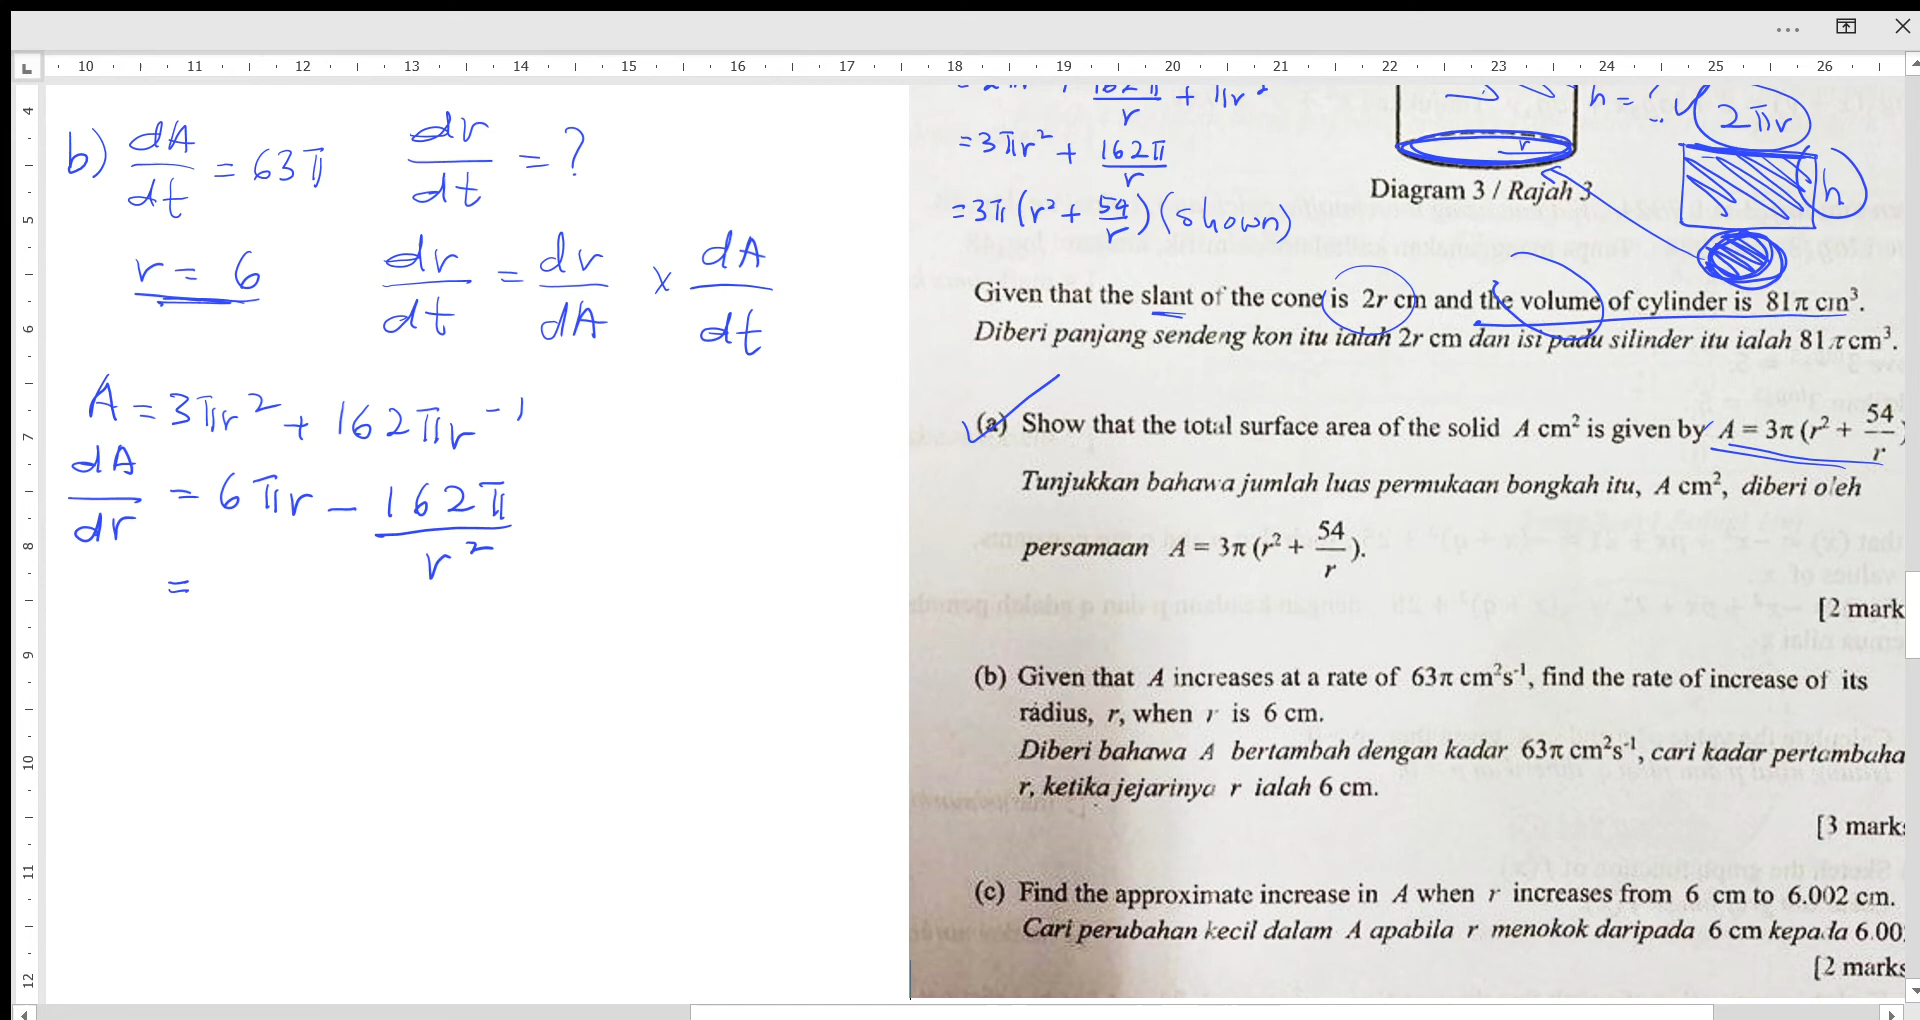 10 11 12 13 14 15 16 17 18 19 20 21 22 23 24 25 26
4
5
6
7
8
9
10
11
12
b) dA/dt = 63π dr/dt = ?
r = 6 dr/dt = dr/dA × dA/dt
A = 3πr² + 162πr⁻¹
dA/dr = 6πr − 162π/r²
=
162π/r + πr²
= 3πr² + 162π/r
= 3π(r² + 54/r) (shown)
h = ?
2πr
h
r
Diagram 3 / Rajah 3
Given that the slant of the cone is 2r cm and the volume of cylinder is 81π cm³.
Diberi panjang sendeng kon itu ialah 2r cm dan isi padu silinder itu ialah 81π cm³.
(a) Show that the total surface area of the solid A cm² is given by A = 3π (r² + 54/r)
Tunjukkan bahawa jumlah luas permukaan bongkah itu, A cm², diberi oleh
persamaan A = 3π (r² + 54/r).
[2 mark
(b) Given that A increases at a rate of 63π cm²s⁻¹, find the rate of increase of its
radius, r, when r is 6 cm.
Diberi bahawa A bertambah dengan kadar 63π cm²s⁻¹, cari kadar pertambaha
r, ketika jejarinya r ialah 6 cm.
[3 marks
(c) Find the approximate increase in A when r increases from 6 cm to 6.002 cm.
Cari perubahan kecil dalam A apabila r menokok daripada 6 cm kepada 6.00
[2 marks